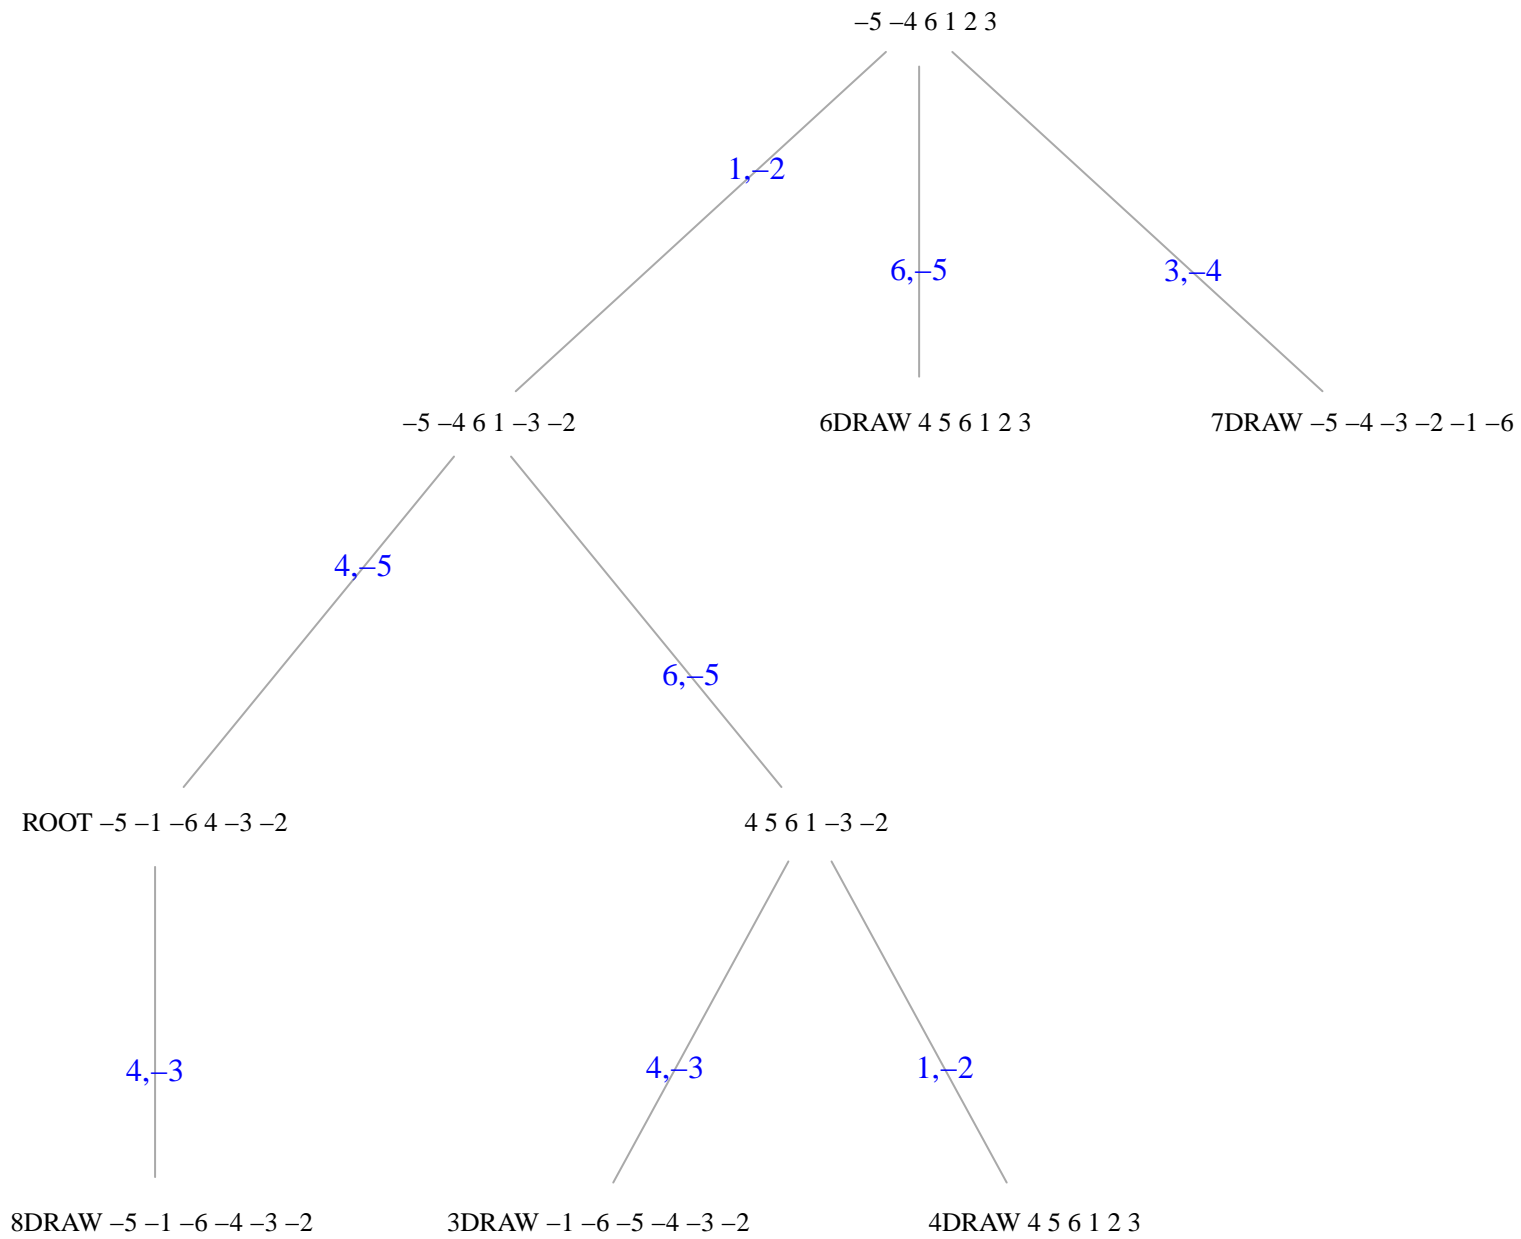 –5 –4 6 1 2 3
1,–2
6,–5
3,–4
–5 –4 6 1 –3 –2
6DRAW 4 5 6 1 2 3
7DRAW –5 –4 –3 –2 –1 –6
4,–5
6,–5
ROOT –5 –1 –6 4 –3 –2
4 5 6 1 –3 –2
4,–3
4,–3
1,–2
8DRAW –5 –1 –6 –4 –3 –2
3DRAW –1 –6 –5 –4 –3 –2
4DRAW 4 5 6 1 2 3